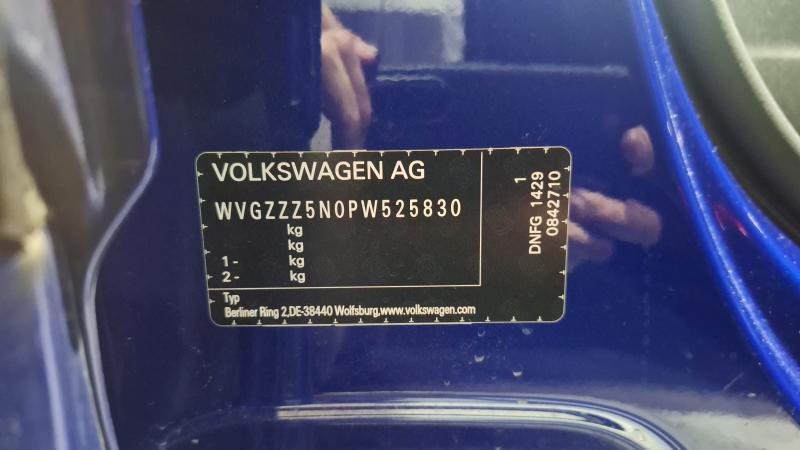 VOLKSWAGEN AG
WVGZZZ5N0PW525830
kg
kg
1 - kg
2 - kg
Typ
Berliner Ring 2,DE-38440 Wolfsburg,www.volkswagen.com
1
DNFG 1429
0842710